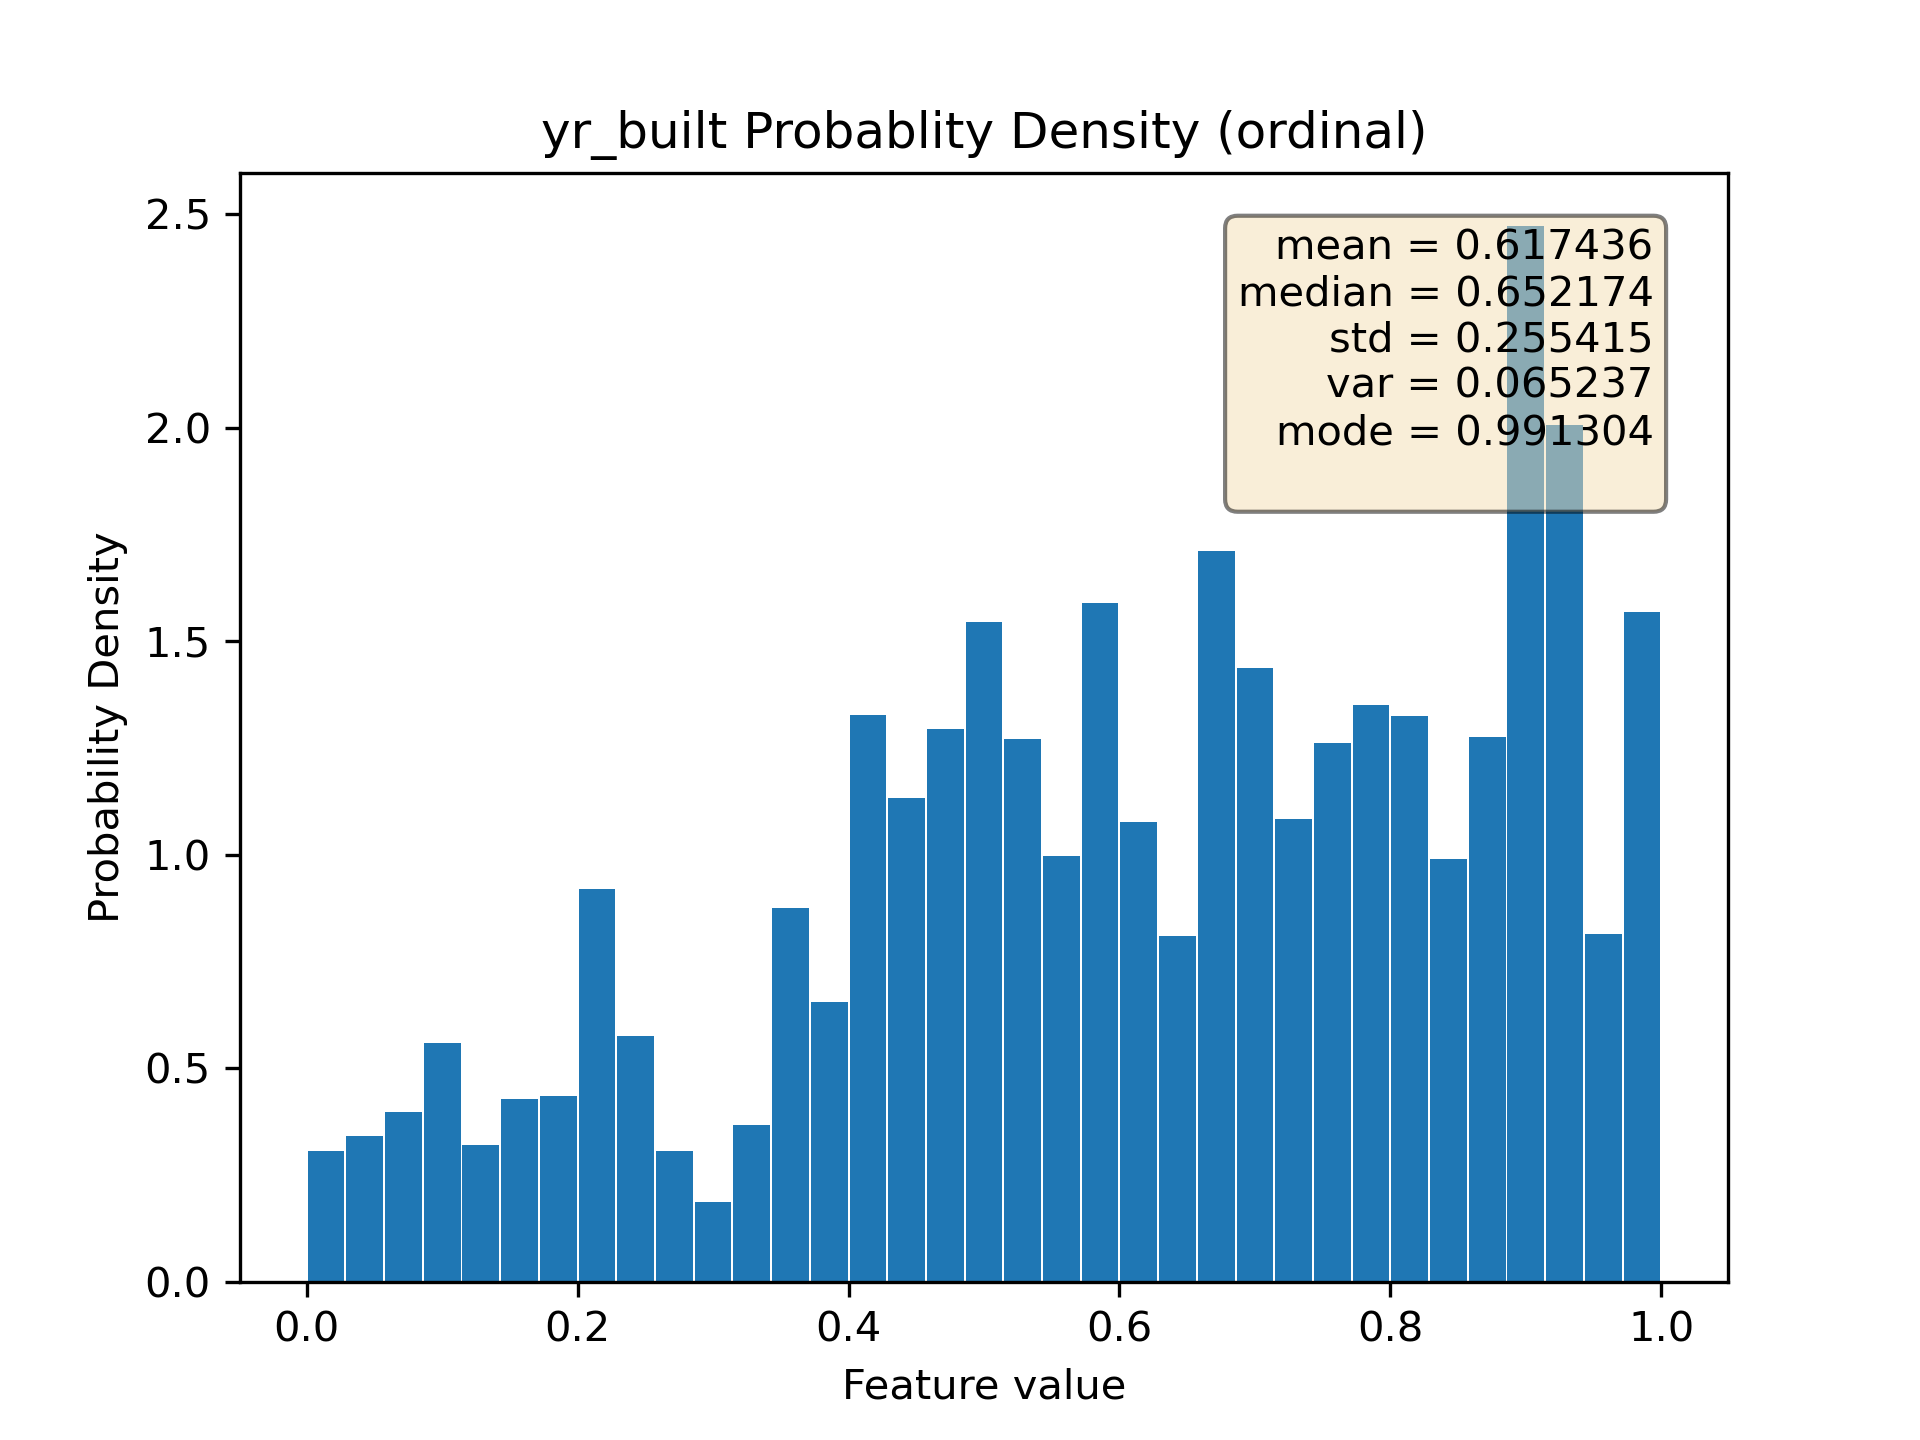 yr_built Probablity Density (ordinal)
2.5
2.0
1.5
1.0
0.5
0.0
Probability Density
mean = 0.617436
median = 0.652174
std = 0.255415
var = 0.065237
mode = 0.991304
0.0 0.2 0.4 0.6 0.8 1.0
Feature value